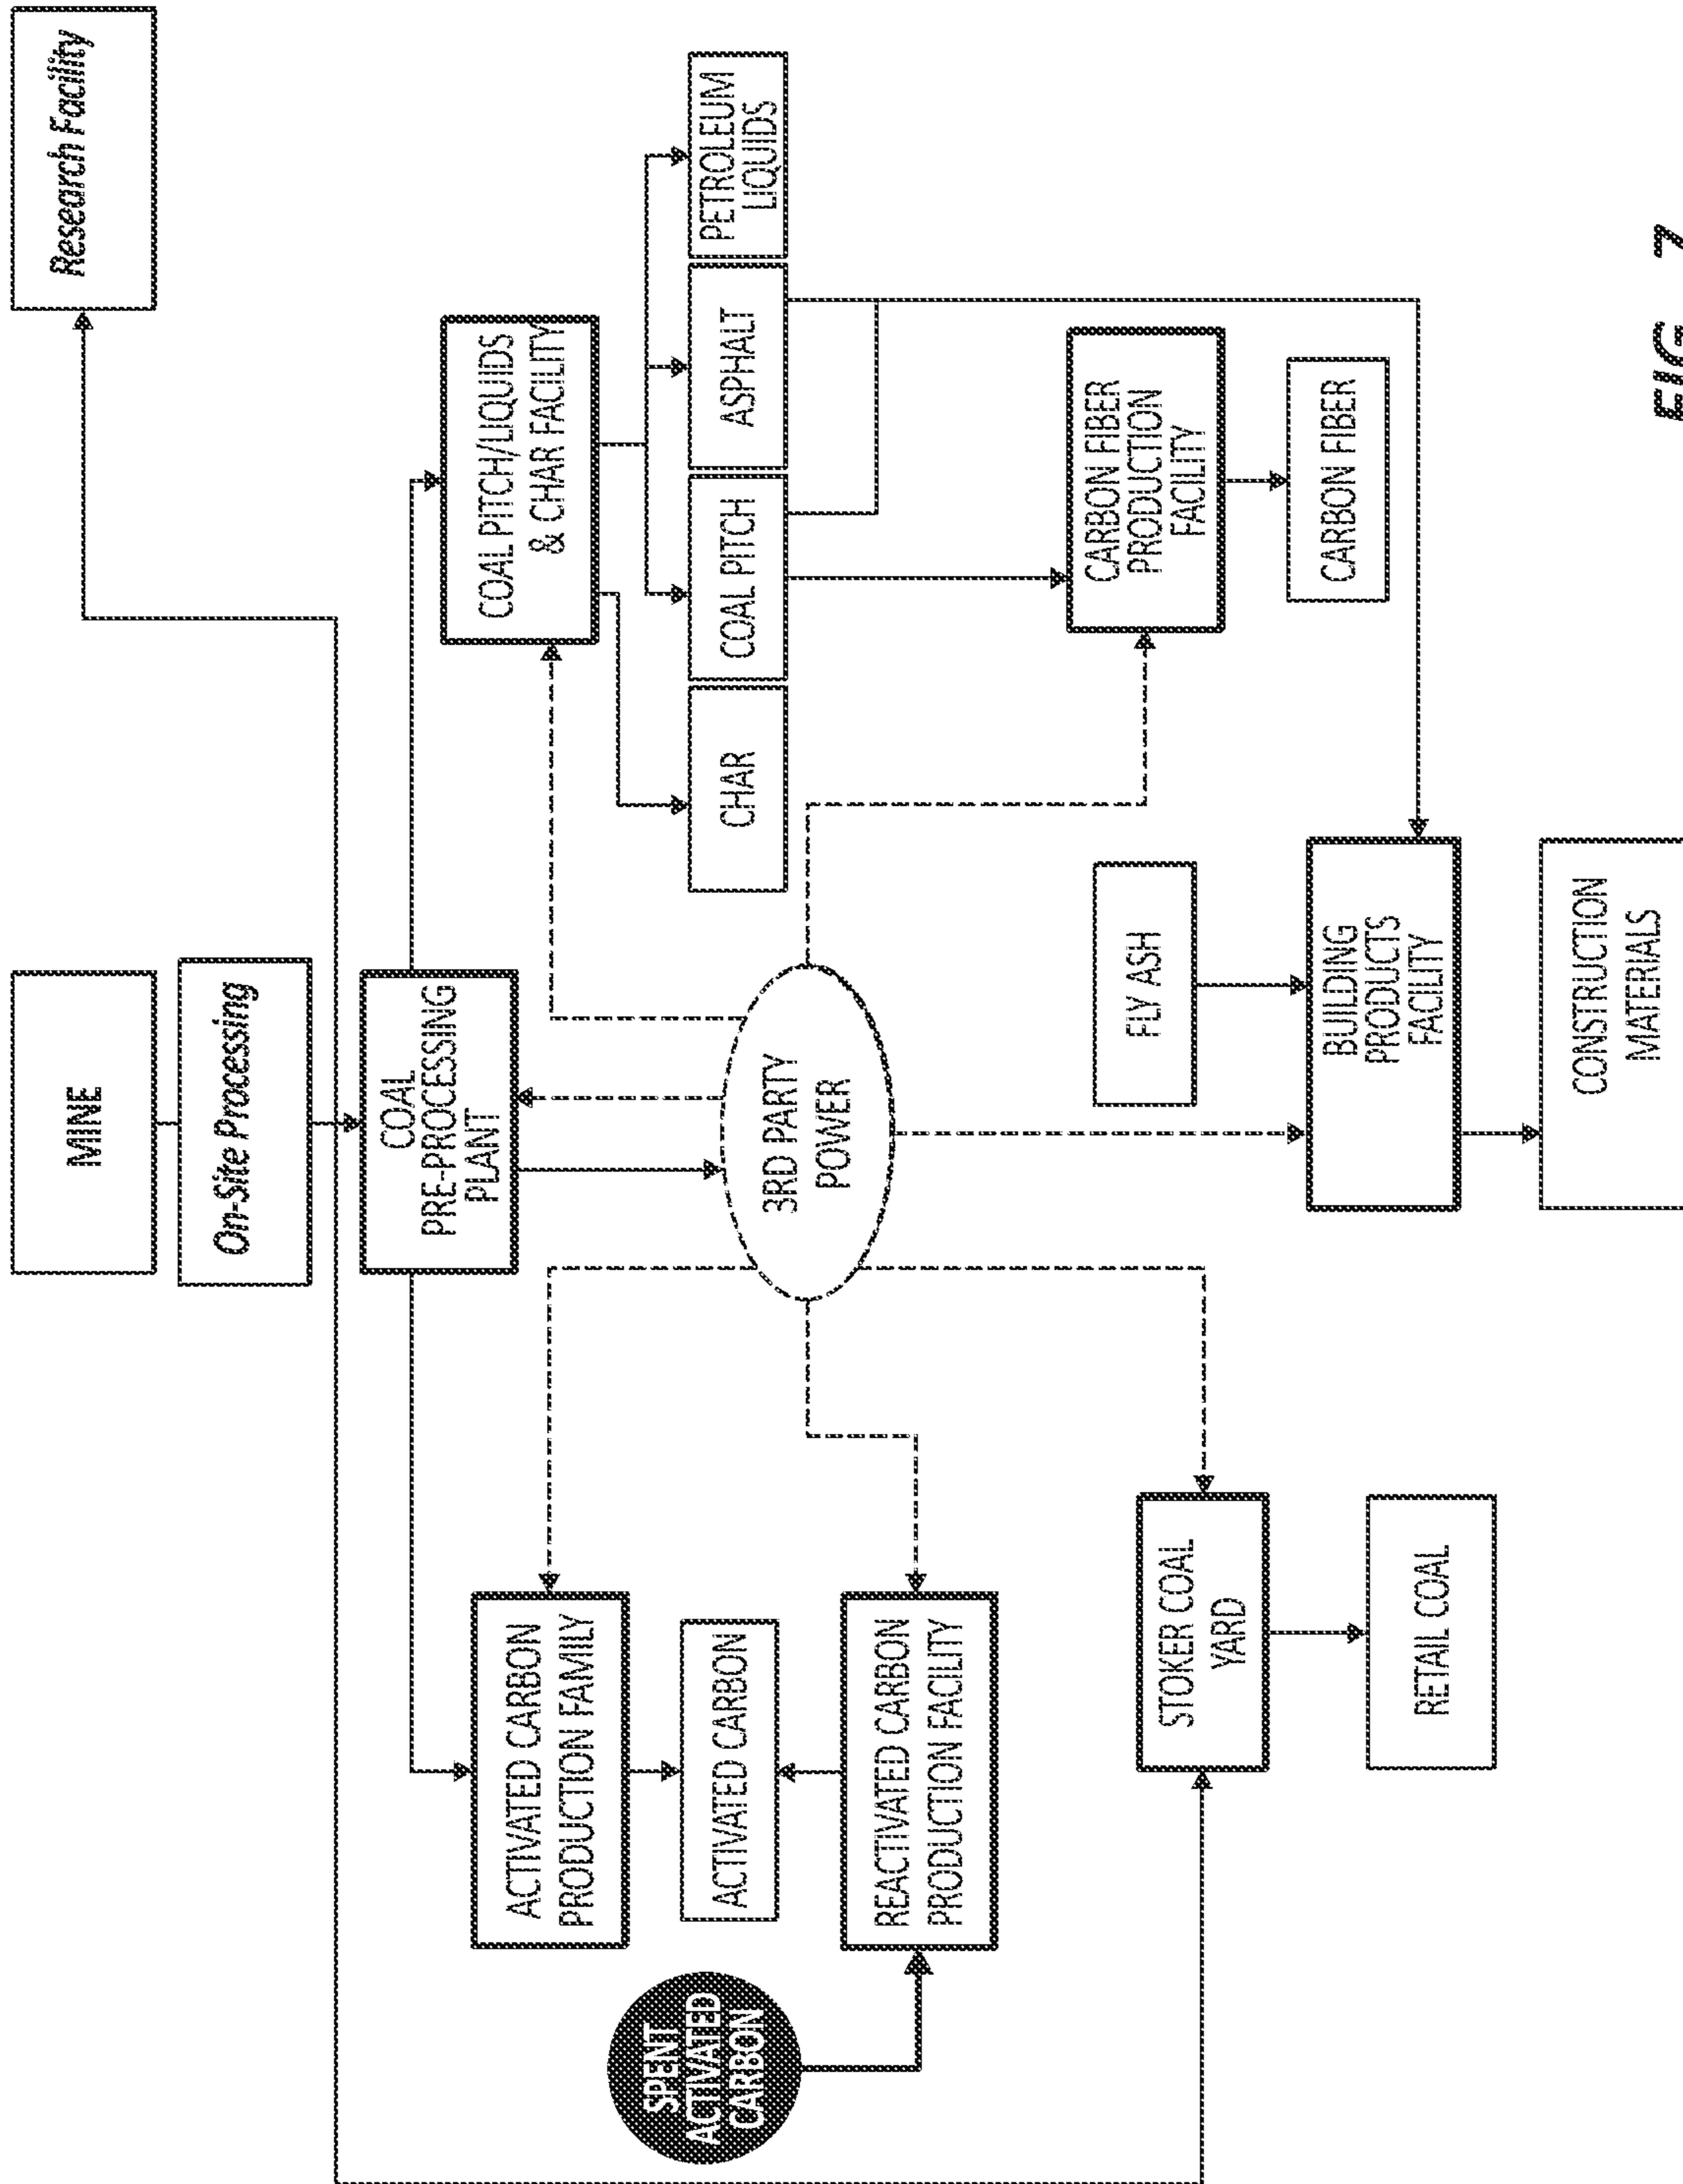 MINE
On-Site Processing
Research Facility
COAL
PRE-PROCESSING
PLANT
ACTIVATED CARBON
PRODUCTION FAMILY
COAL PITCH/LIQUIDS
& CHAR FACILITY
SPENT
ACTIVATED
CARBON
ACTIVATED CARBON
3RD PARTY
POWER
CHAR
COAL PITCH
ASPHALT
PETROLEUM
LIQUIDS
REACTIVATED CARBON
PRODUCTION FACILITY
STOKER COAL
YARD
FLY ASH
CARBON FIBER
PRODUCTION
FACILITY
BUILDING
PRODUCTS
FACILITY
CARBON FIBER
RETAIL COAL
CONSTRUCTION
MATERIALS
FIG. 7